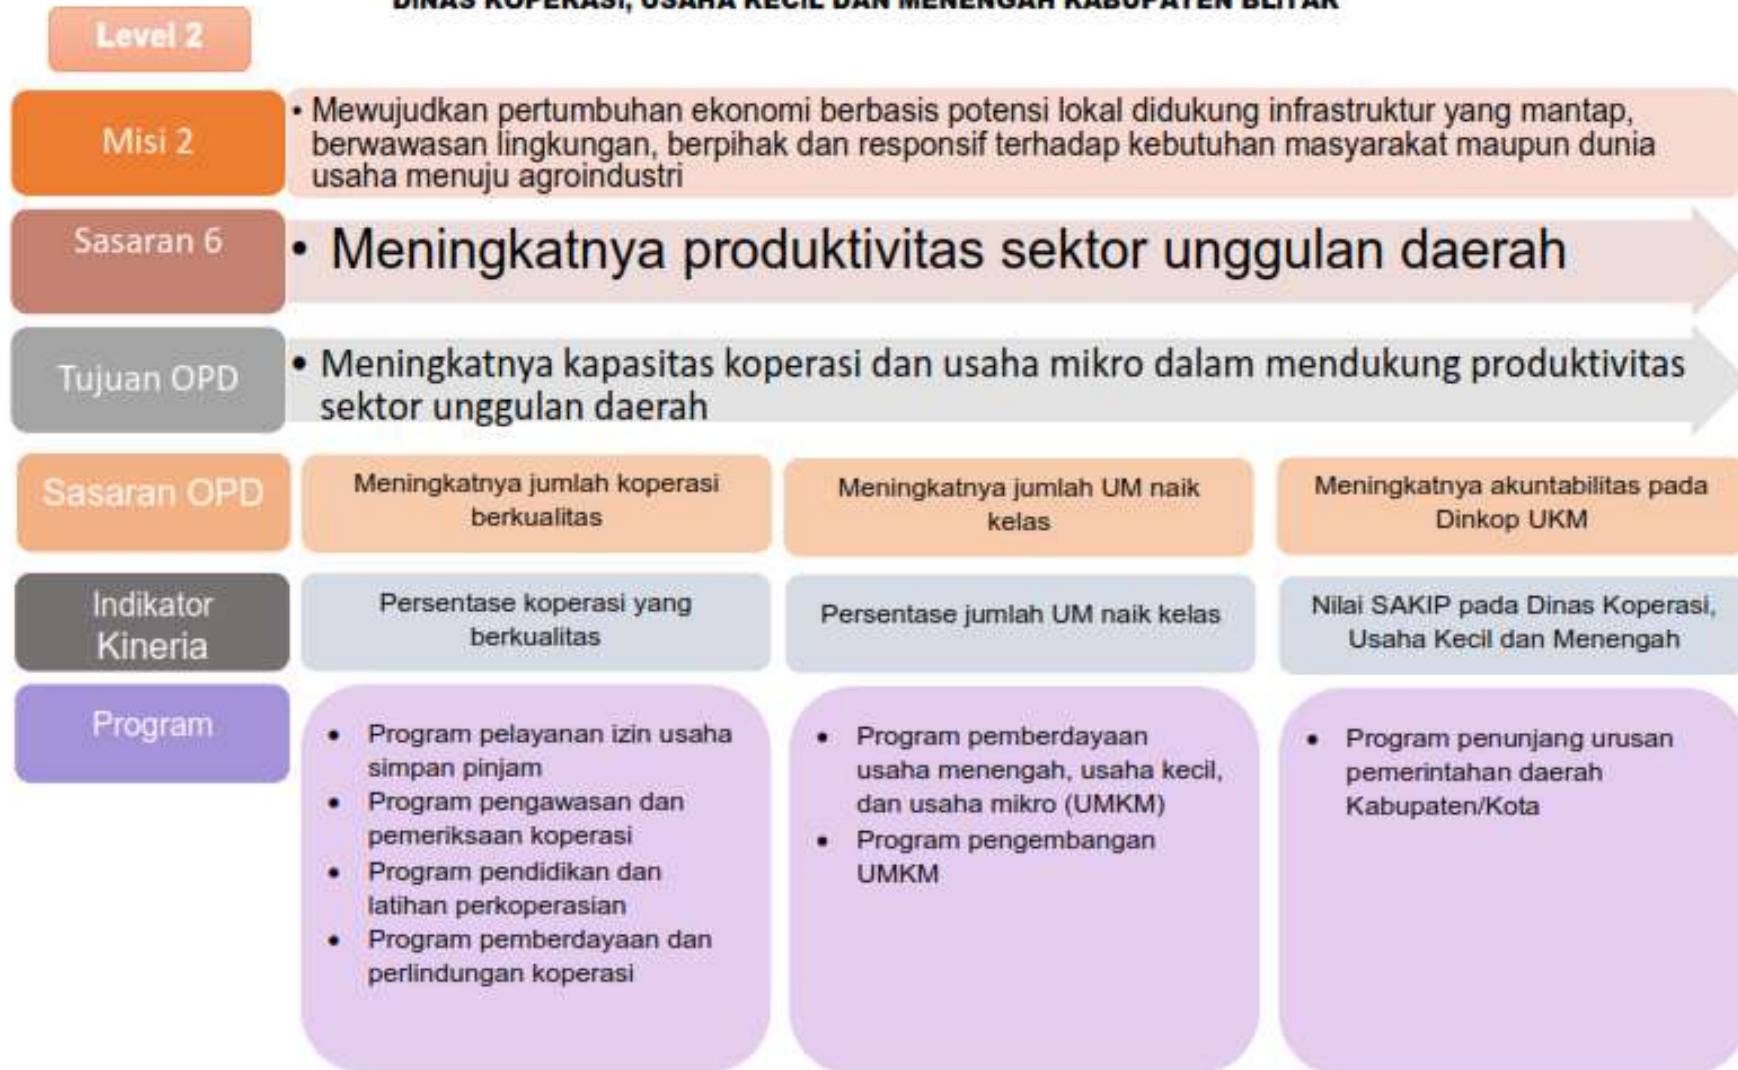 DINAS KOPERASI, USAHA KECIL DAN MENENGAH KABUPATEN BLITAR
Level 2
Misi 2
• Mewujudkan pertumbuhan ekonomi berbasis potensi lokal didukung infrastruktur yang mantap,
berwawasan lingkungan, berpihak dan responsif terhadap kebutuhan masyarakat maupun dunia
usaha menuju agroindustri
Sasaran 6
• Meningkatnya produktivitas sektor unggulan daerah
Tujuan OPD
• Meningkatnya kapasitas koperasi dan usaha mikro dalam mendukung produktivitas
sektor unggulan daerah
Sasaran OPD
Meningkatnya jumlah koperasi
berkualitas
Meningkatnya jumlah UM naik
kelas
Meningkatnya akuntabilitas pada
Dinkop UKM
Indikator
Kineria
Persentase koperasi yang
berkualitas
Persentase jumlah UM naik kelas
Nilai SAKIP pada Dinas Koperasi,
Usaha Kecil dan Menengah
Program
• Program pelayanan izin usaha
simpan pinjam
• Program pengawasan dan
pemeriksaan koperasi
• Program pendidikan dan
latihan perkoperasian
• Program pemberdayaan dan
perlindungan koperasi
• Program pemberdayaan
usaha menengah, usaha kecil,
dan usaha mikro (UMKM)
• Program pengembangan
UMKM
• Program penunjang urusan
pemerintahan daerah
Kabupaten/Kota